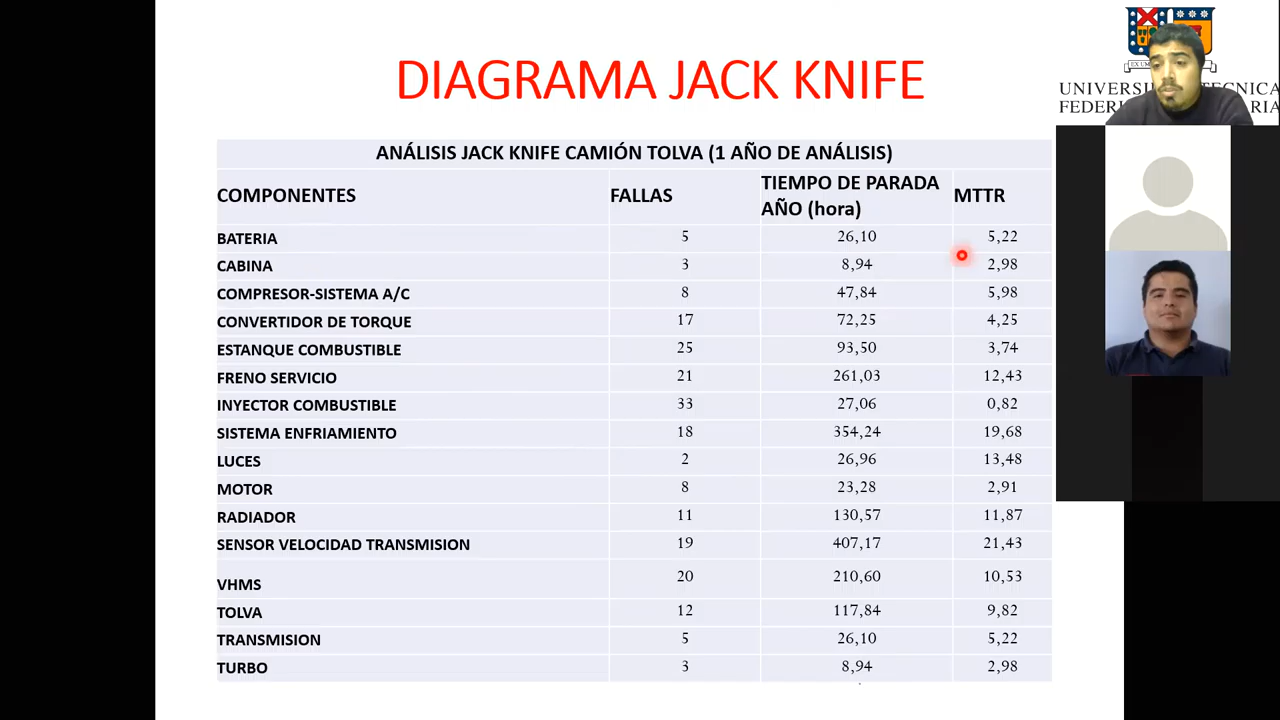 DIAGRAMA JACK KNIFE
EX UM
UNIVERSI TECNICA
FEDERIC ARIA
ANÁLISIS JACK KNIFE CAMIÓN TOLVA (1 AÑO DE ANÁLISIS)
COMPONENTES FALLAS TIEMPO DE PARADA AÑO (hora) MTTR
BATERIA 5 26,10 5,22
CABINA 3 8,94 2,98
COMPRESOR-SISTEMA A/C 8 47,84 5,98
CONVERTIDOR DE TORQUE 17 72,25 4,25
ESTANQUE COMBUSTIBLE 25 93,50 3,74
FRENO SERVICIO 21 261,03 12,43
INYECTOR COMBUSTIBLE 33 27,06 0,82
SISTEMA ENFRIAMIENTO 18 354,24 19,68
LUCES 2 26,96 13,48
MOTOR 8 23,28 2,91
RADIADOR 11 130,57 11,87
SENSOR VELOCIDAD TRANSMISION 19 407,17 21,43
VHMS 20 210,60 10,53
TOLVA 12 117,84 9,82
TRANSMISION 5 26,10 5,22
TURBO 3 8,94 2,98